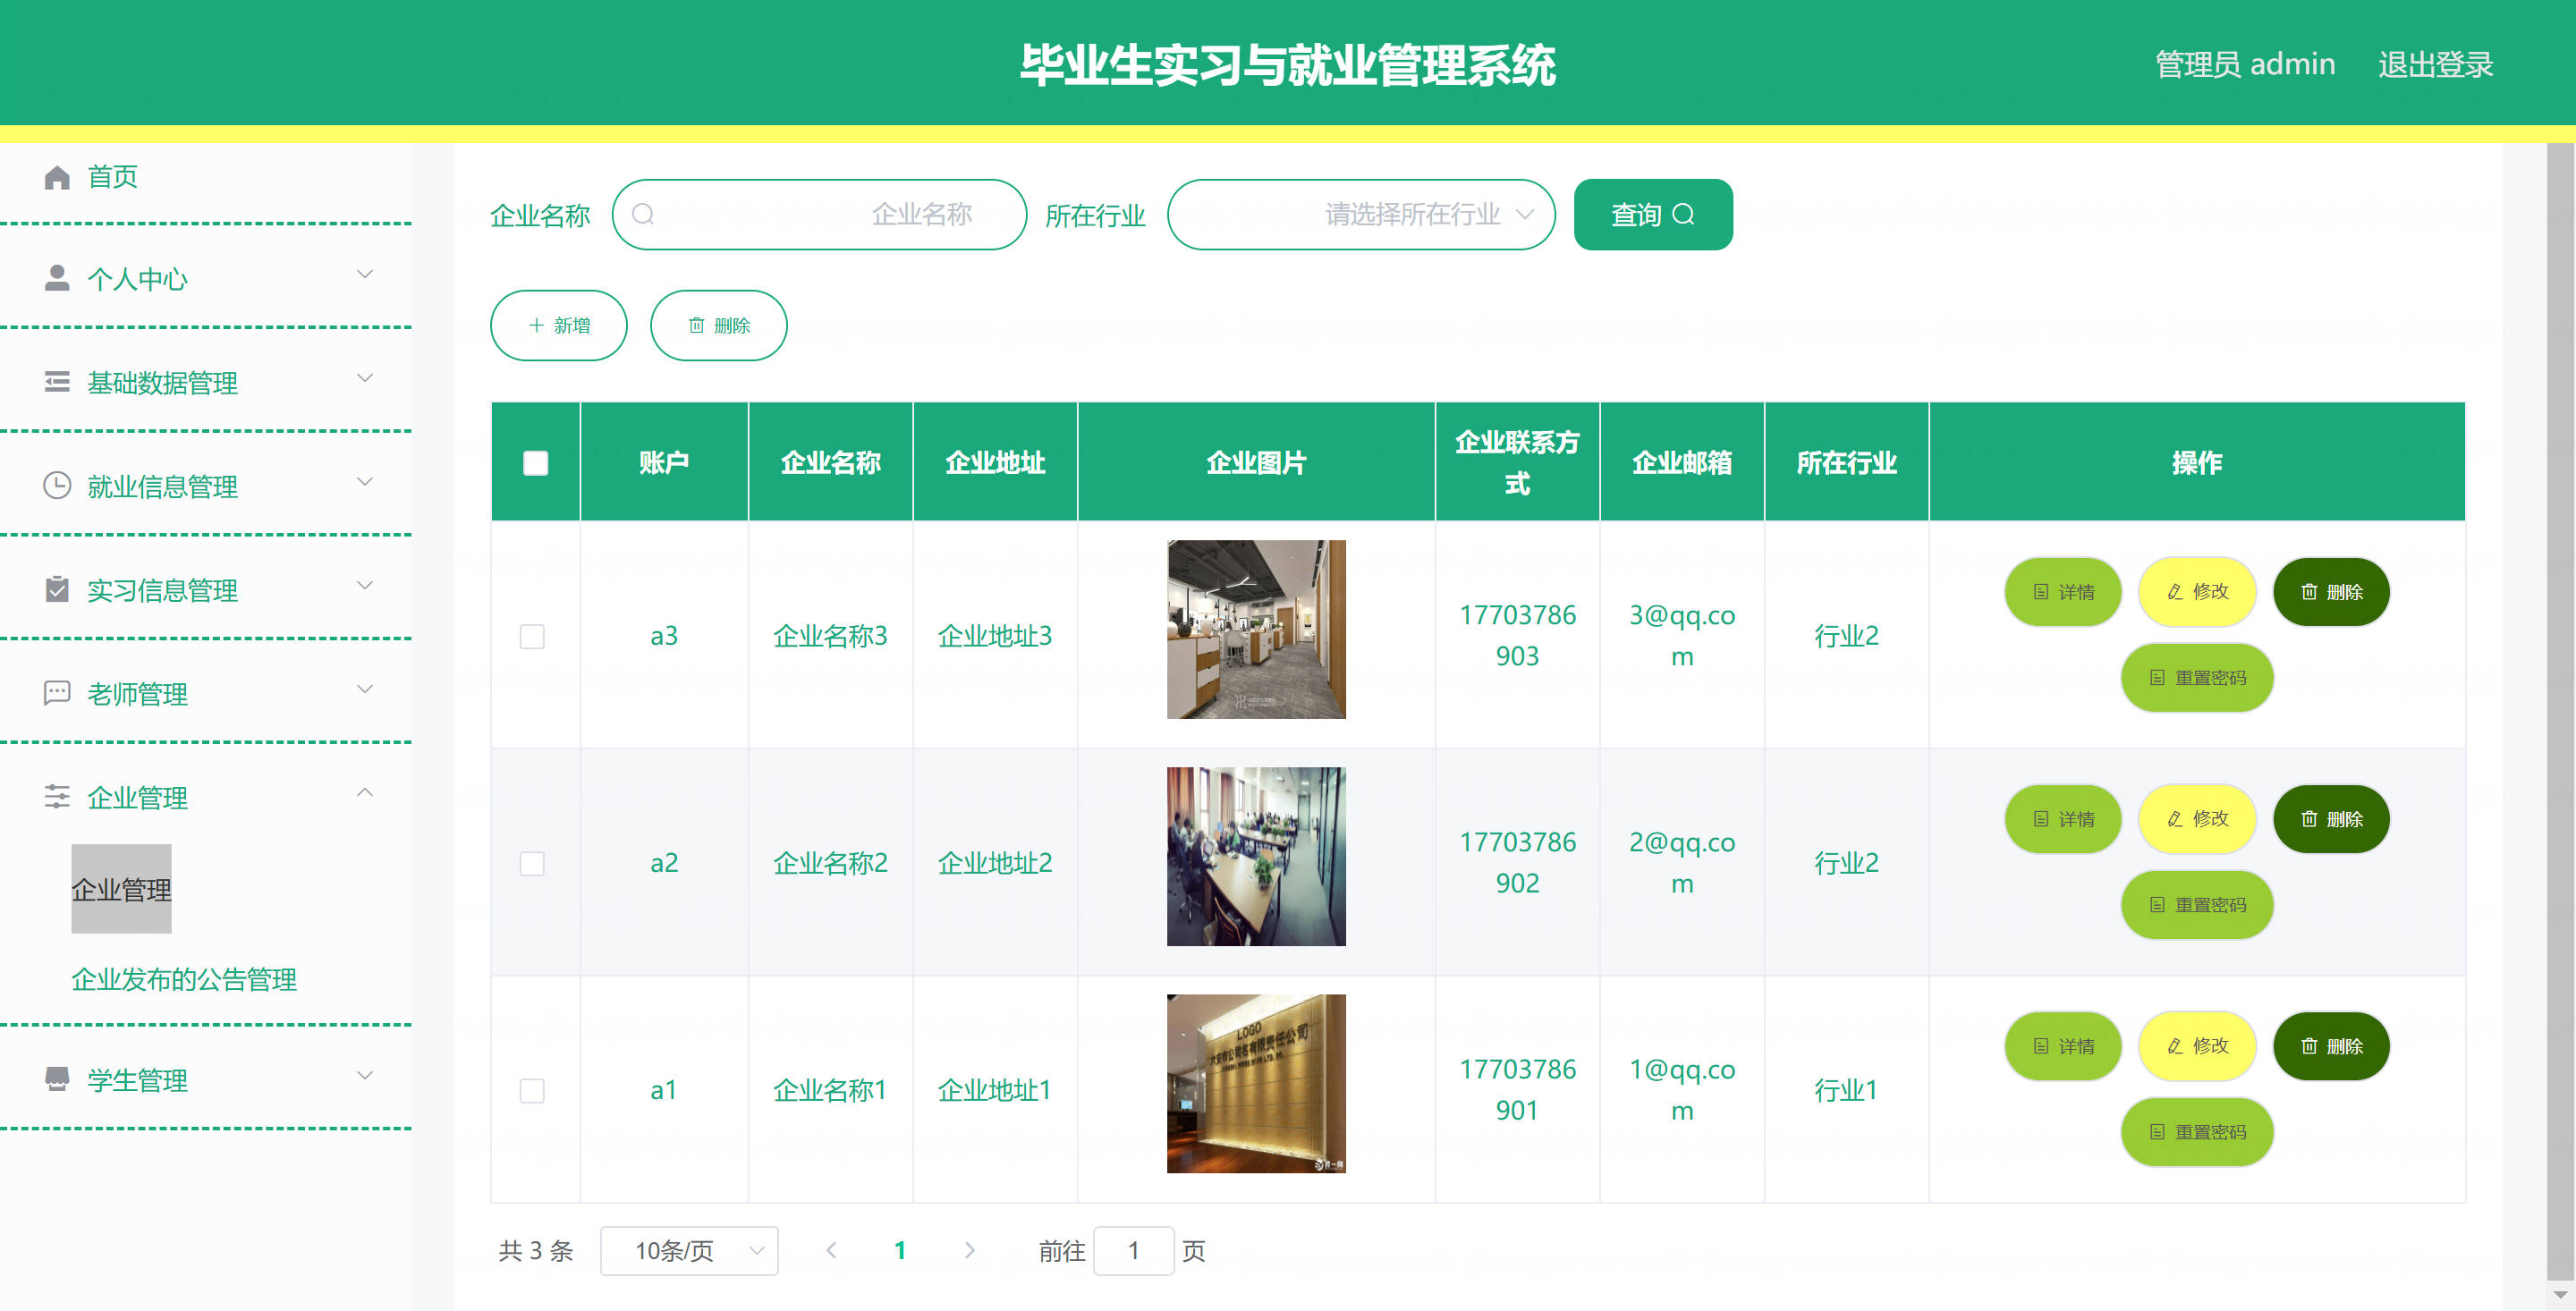 毕业生实习与就业管理系统
管理员 admin
退出登录
首页
个人中心
基础数据管理
就业信息管理
实习信息管理
老师管理
企业管理
企业管理
企业发布的公告管理
学生管理
企业名称 企业名称 所在行业 请选择所在行业 查询
新增 删除
账户 企业名称 企业地址 企业图片 企业联系方式 企业邮箱 所在行业 操作
a3 企业名称3 企业地址3 17703786903 3@qq.com 行业2 详情 修改 删除
重置密码
a2 企业名称2 企业地址2 17703786902 2@qq.com 行业2 详情 修改 删除
重置密码
LOGO
a1 企业名称1 企业地址1 17703786901 1@qq.com 行业1 详情 修改 删除
重置密码
共 3 条 10条/页 1 前往 1 页